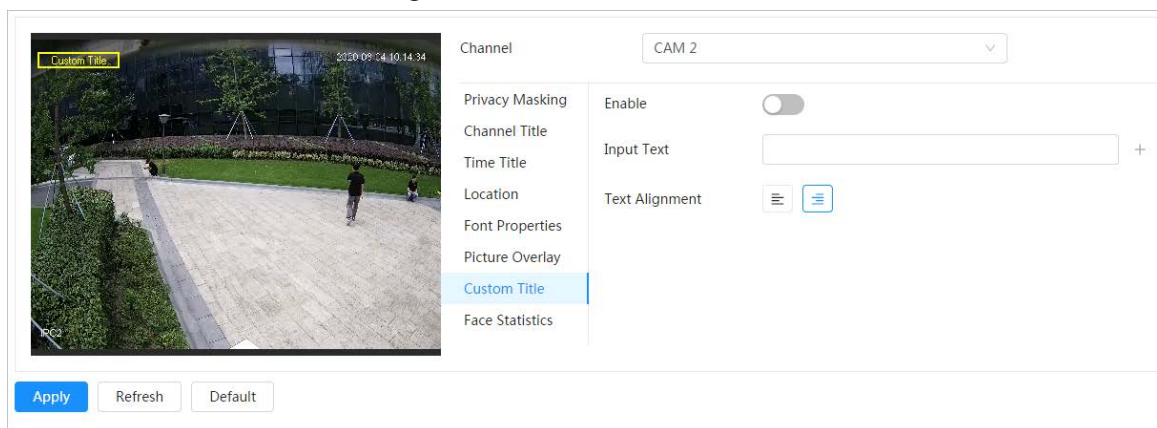 Custom Title
2020-09-04 10:14:34
IPC2
Channel
CAM 2
Privacy Masking
Channel Title
Time Title
Location
Font Properties
Picture Overlay
Custom Title
Face Statistics
Enable
Input Text
+
Text Alignment
Apply
Refresh
Default